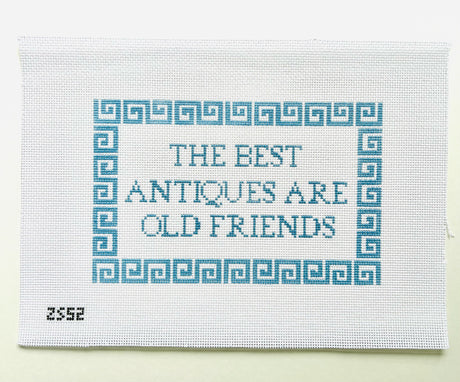 THE BEST
ANTIQUES ARE
OLD FRIENDS
2552